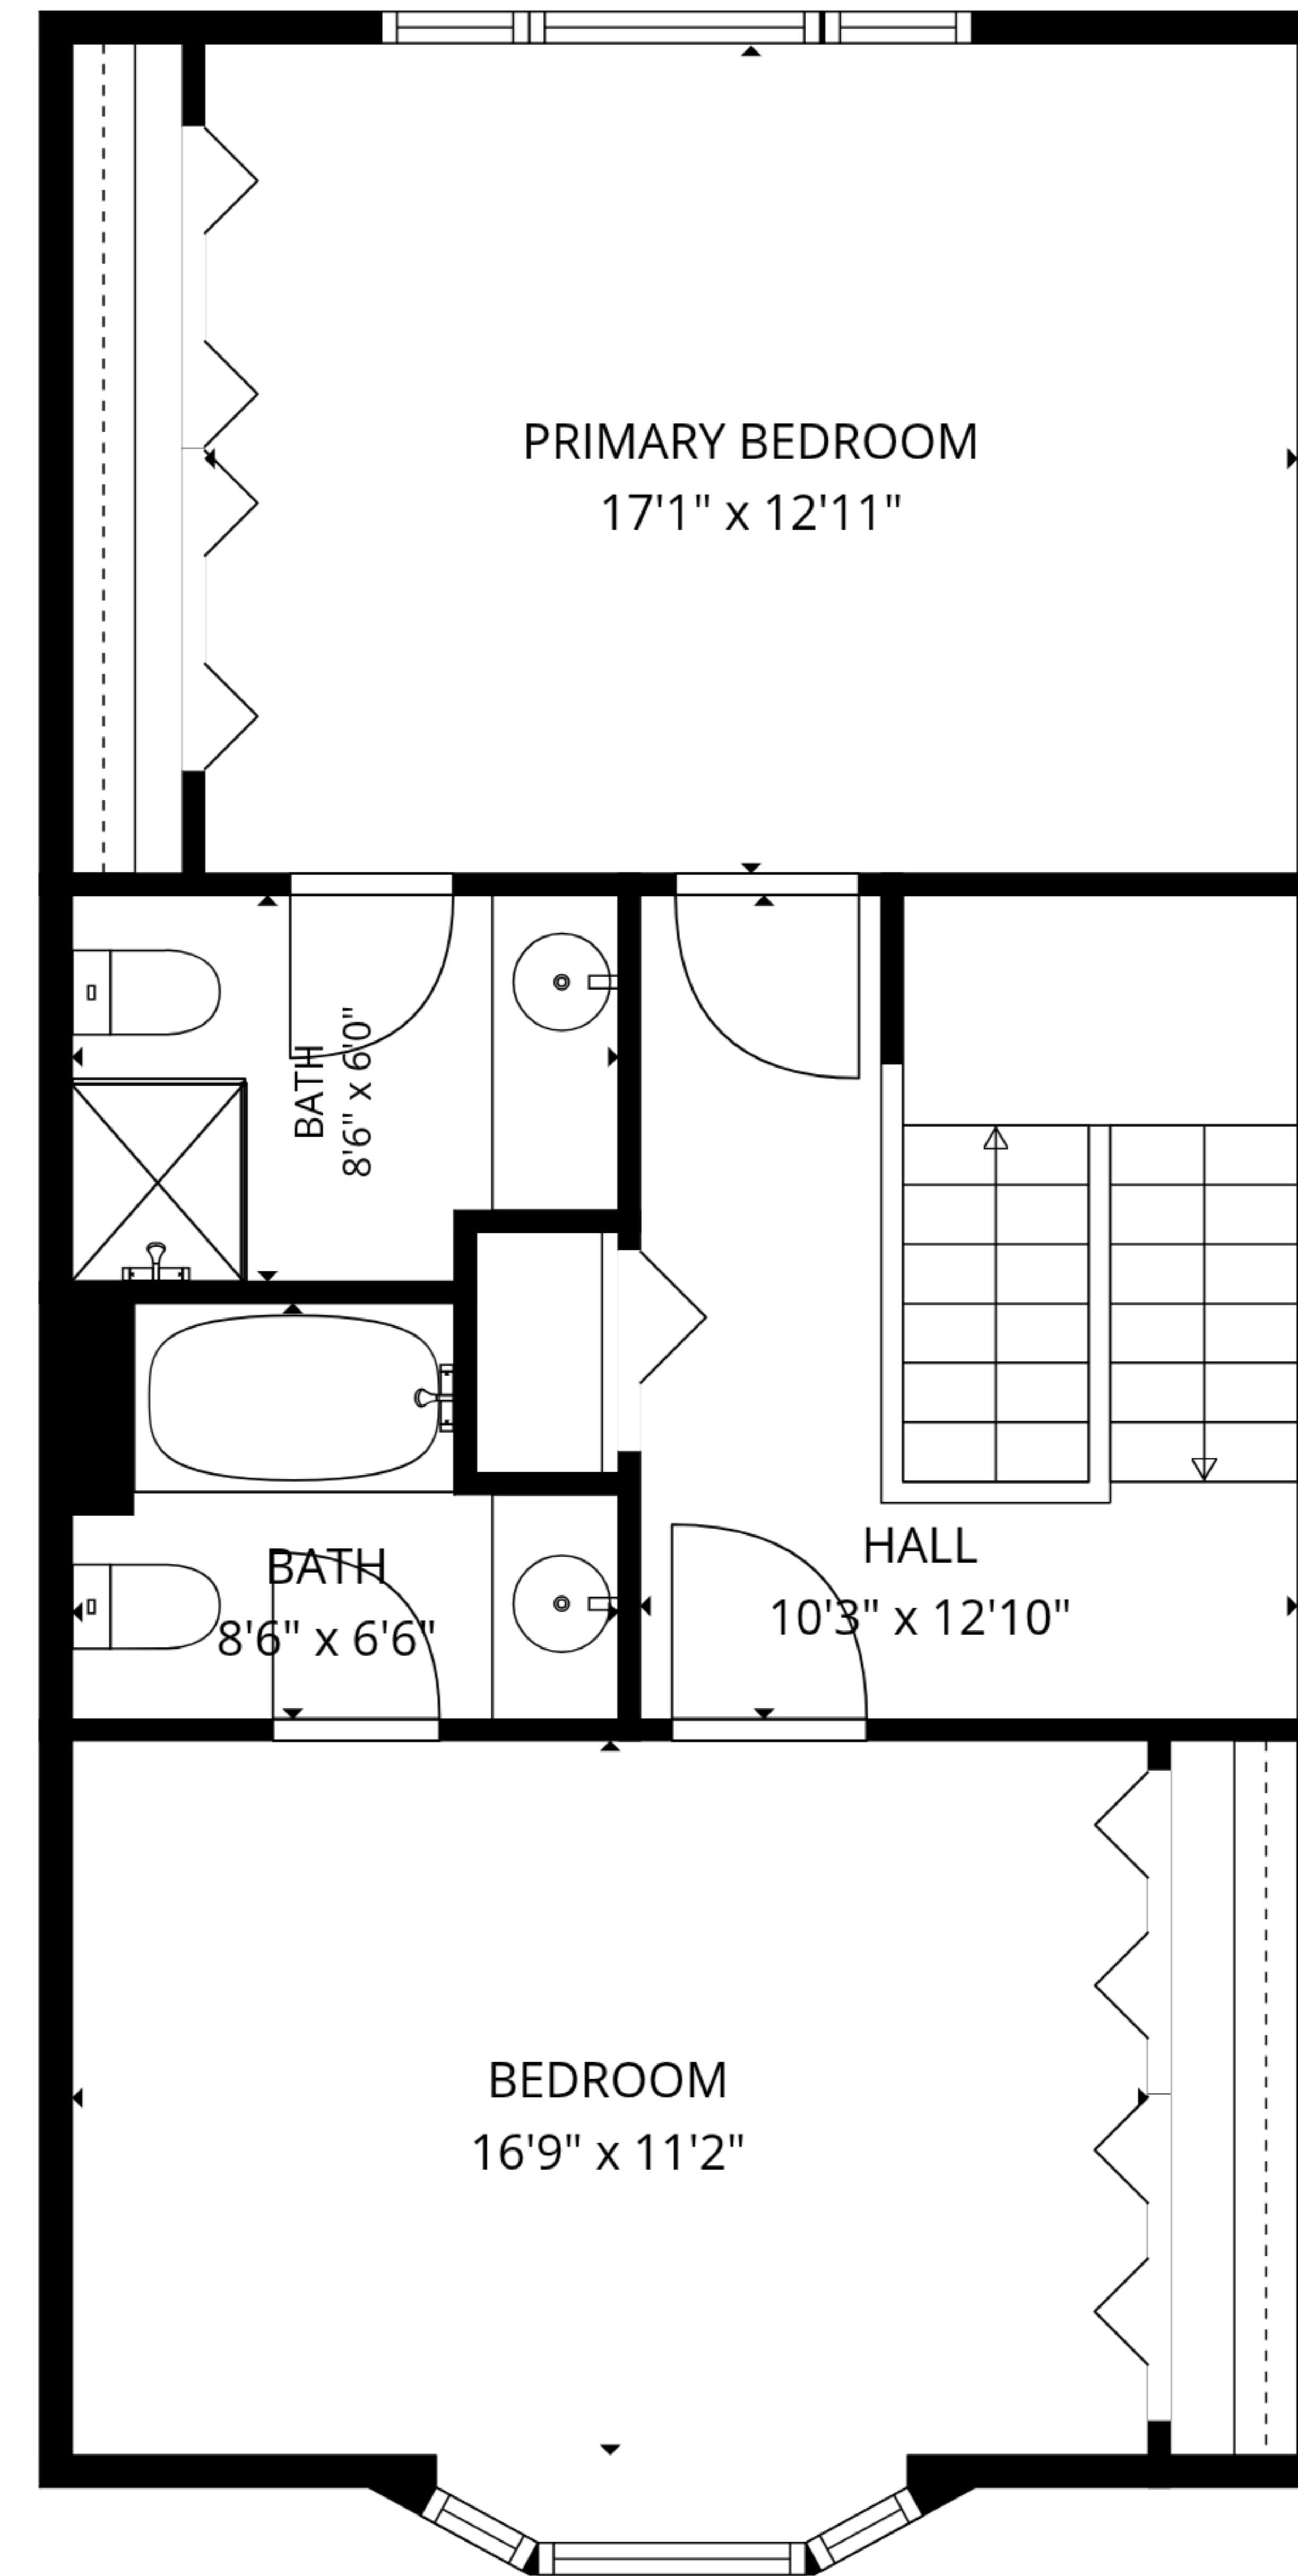 PRIMARY BEDROOM
17'1" x 12'11"
BATH
8'6" x 6'0"
BATH
8'6" x 6'6"
HALL
10'3" x 12'10"
BEDROOM
16'9" x 11'2"